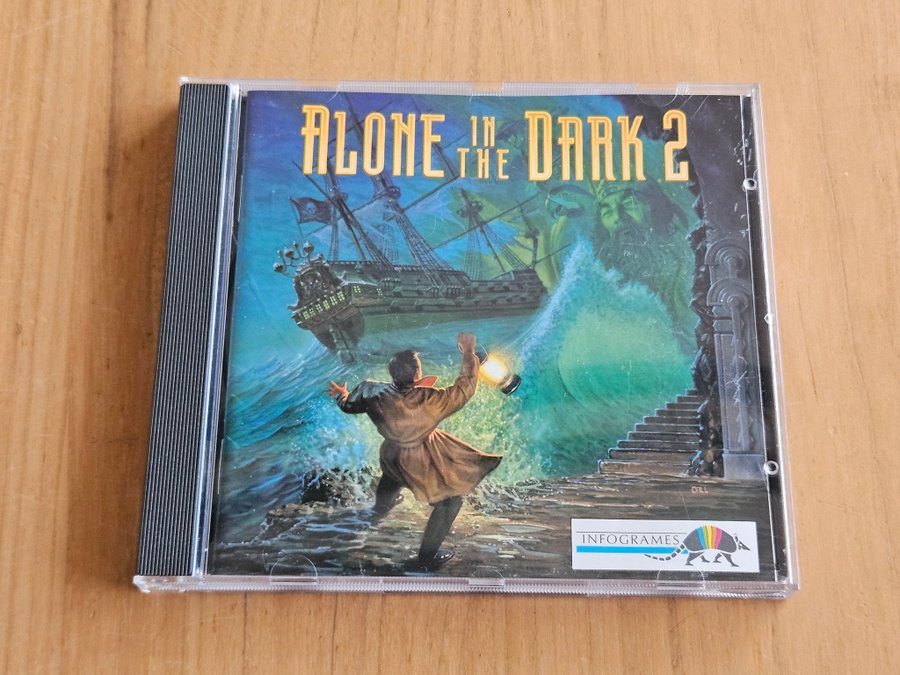 ALONE IN THE DARK 2
INFOGRAMES